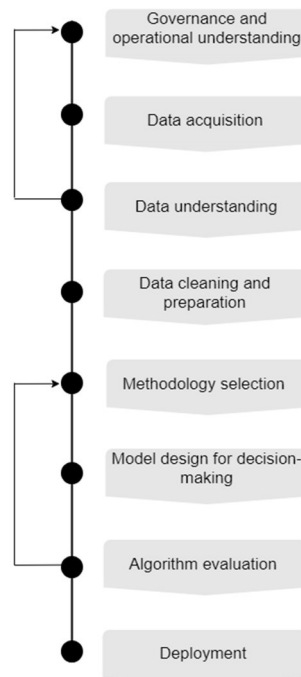 Governance and
operational understanding
Data acquisition
Data understanding
Data cleaning and
preparation
Methodology selection
Model design for decision-
making
Algorithm evaluation
Deployment